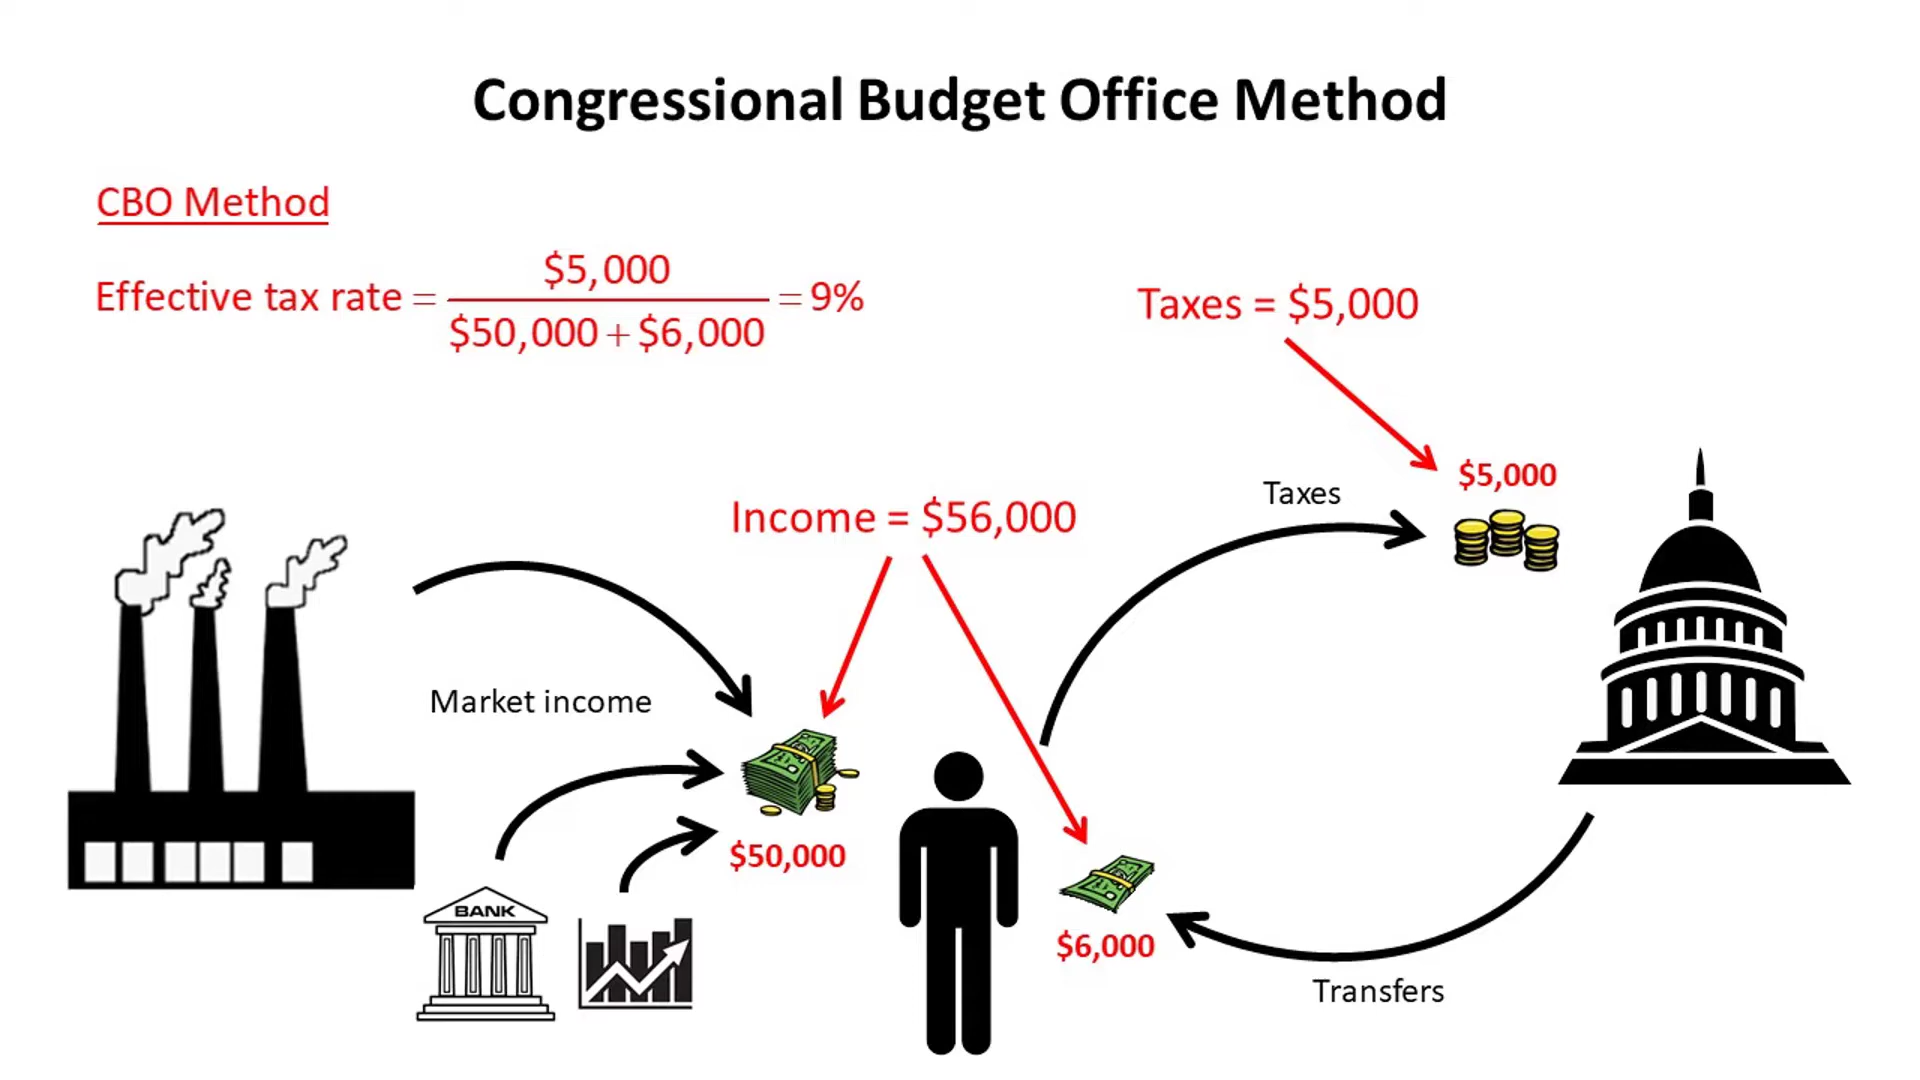 Congressional Budget Office Method
CBO Method
Effective tax rate = $5,000 / $50,000 + $6,000 = 9%
Taxes = $5,000
$5,000
Taxes
Income = $56,000
Market income
$50,000
BANK
$6,000
Transfers